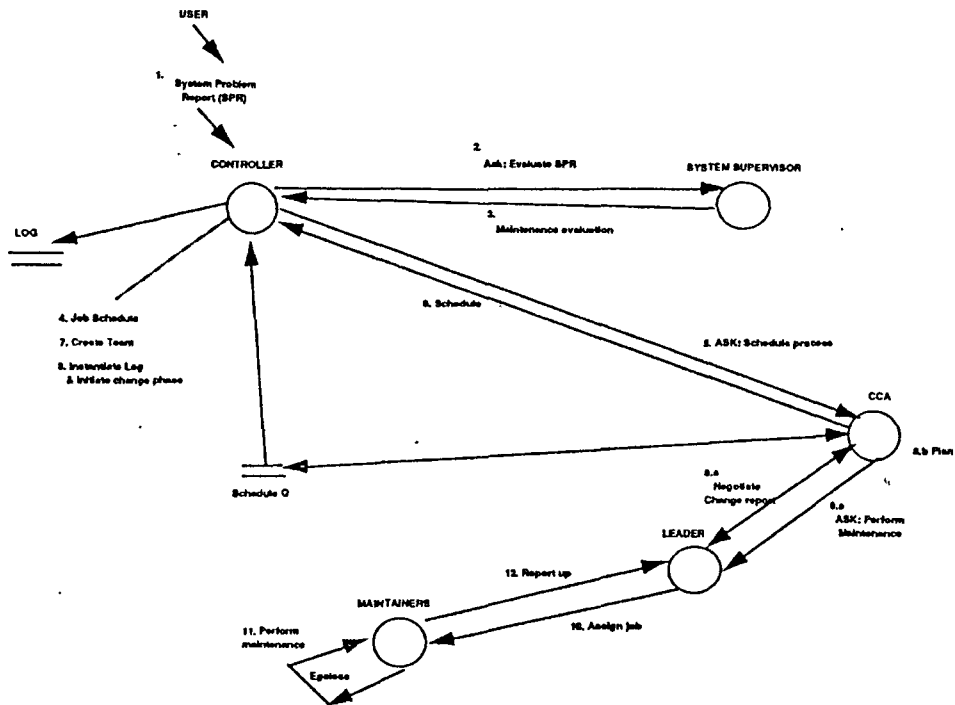 USER
1.
System Problem
Report (SPR)
CONTROLLER
2.
Ask: Evaluate SPR
SYSTEM SUPERVISOR
3.
Maintenance evaluation
LOG
4. Job Schedule
7. Create Team
8. Instantiate Log
& Initiate change phase
6. Schedule
5. ASK: Schedule process
CCA
Schedule Q
Negotiate
Change report
ASK: Perform
Maintenance
LEADER
12. Report up
MAINTAINERS
10. Assign job
11. Perform
maintenance